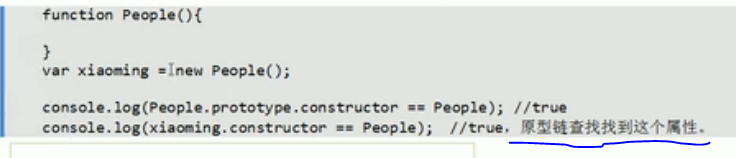 function People(){
}
var xiaoming = new People();
console.log(People.prototype.constructor == People); //true
console.log(xiaoming.constructor == People);  //true，原型链查找找到这个属性。